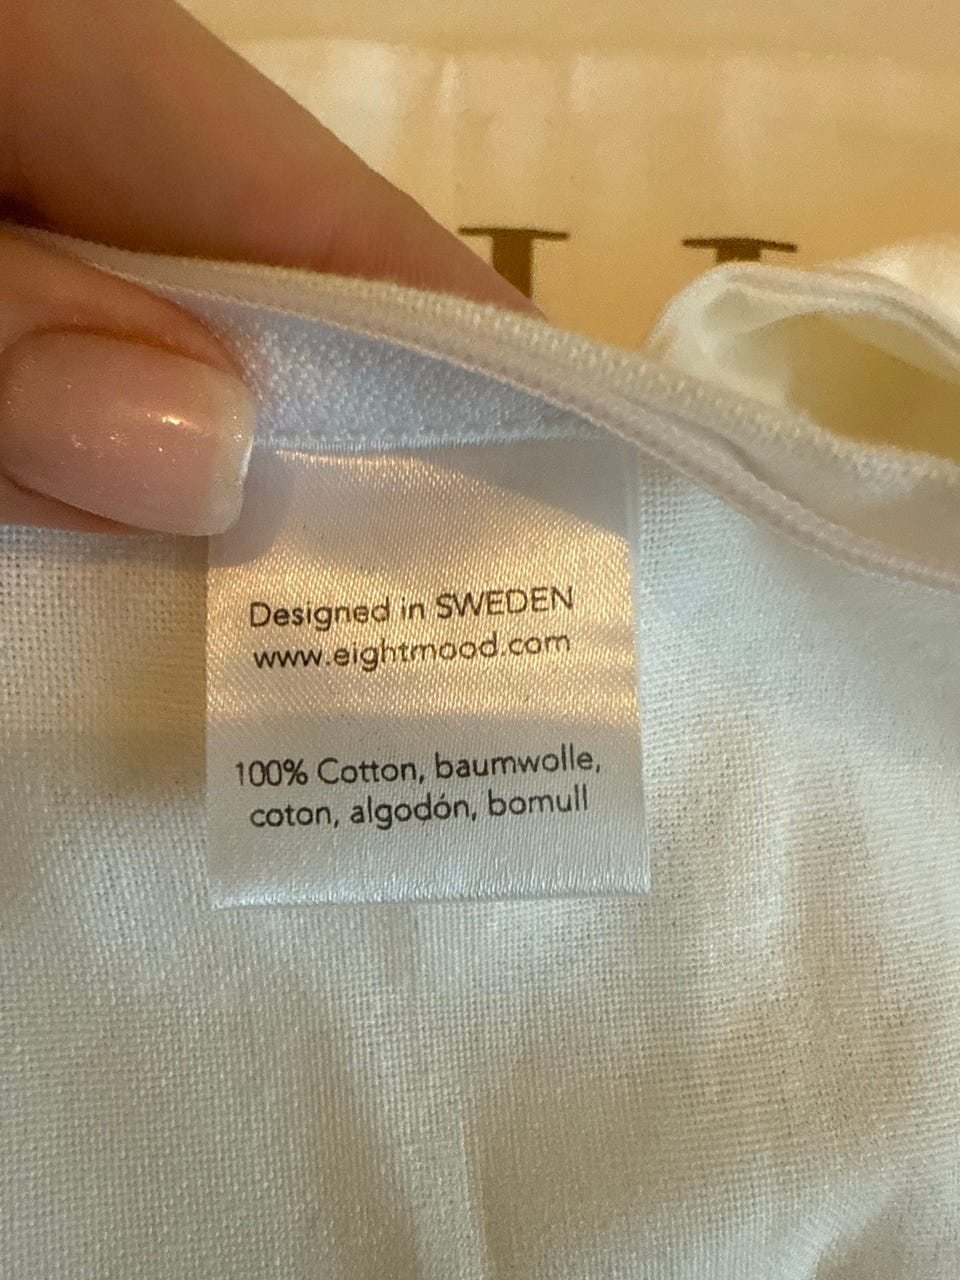 Designed in SWEDEN
www.eightmood.com
100% Cotton, baumwolle,
coton, algodón, bomull